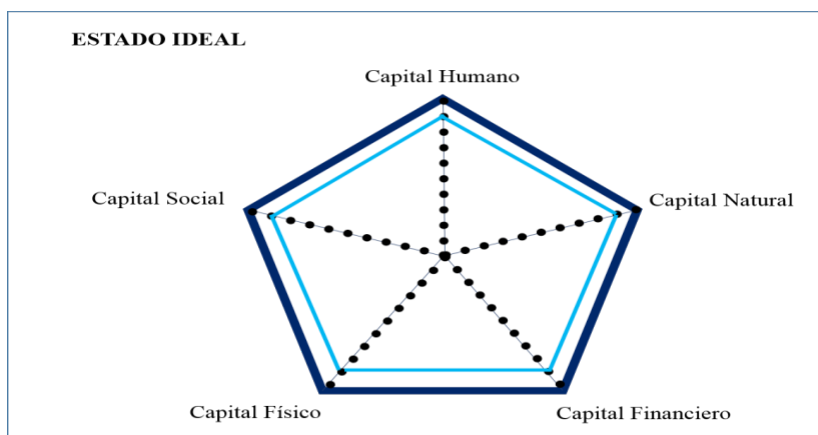 ESTADO IDEAL
Capital Humano
Capital Social
Capital Natural
Capital Físico
Capital Financiero